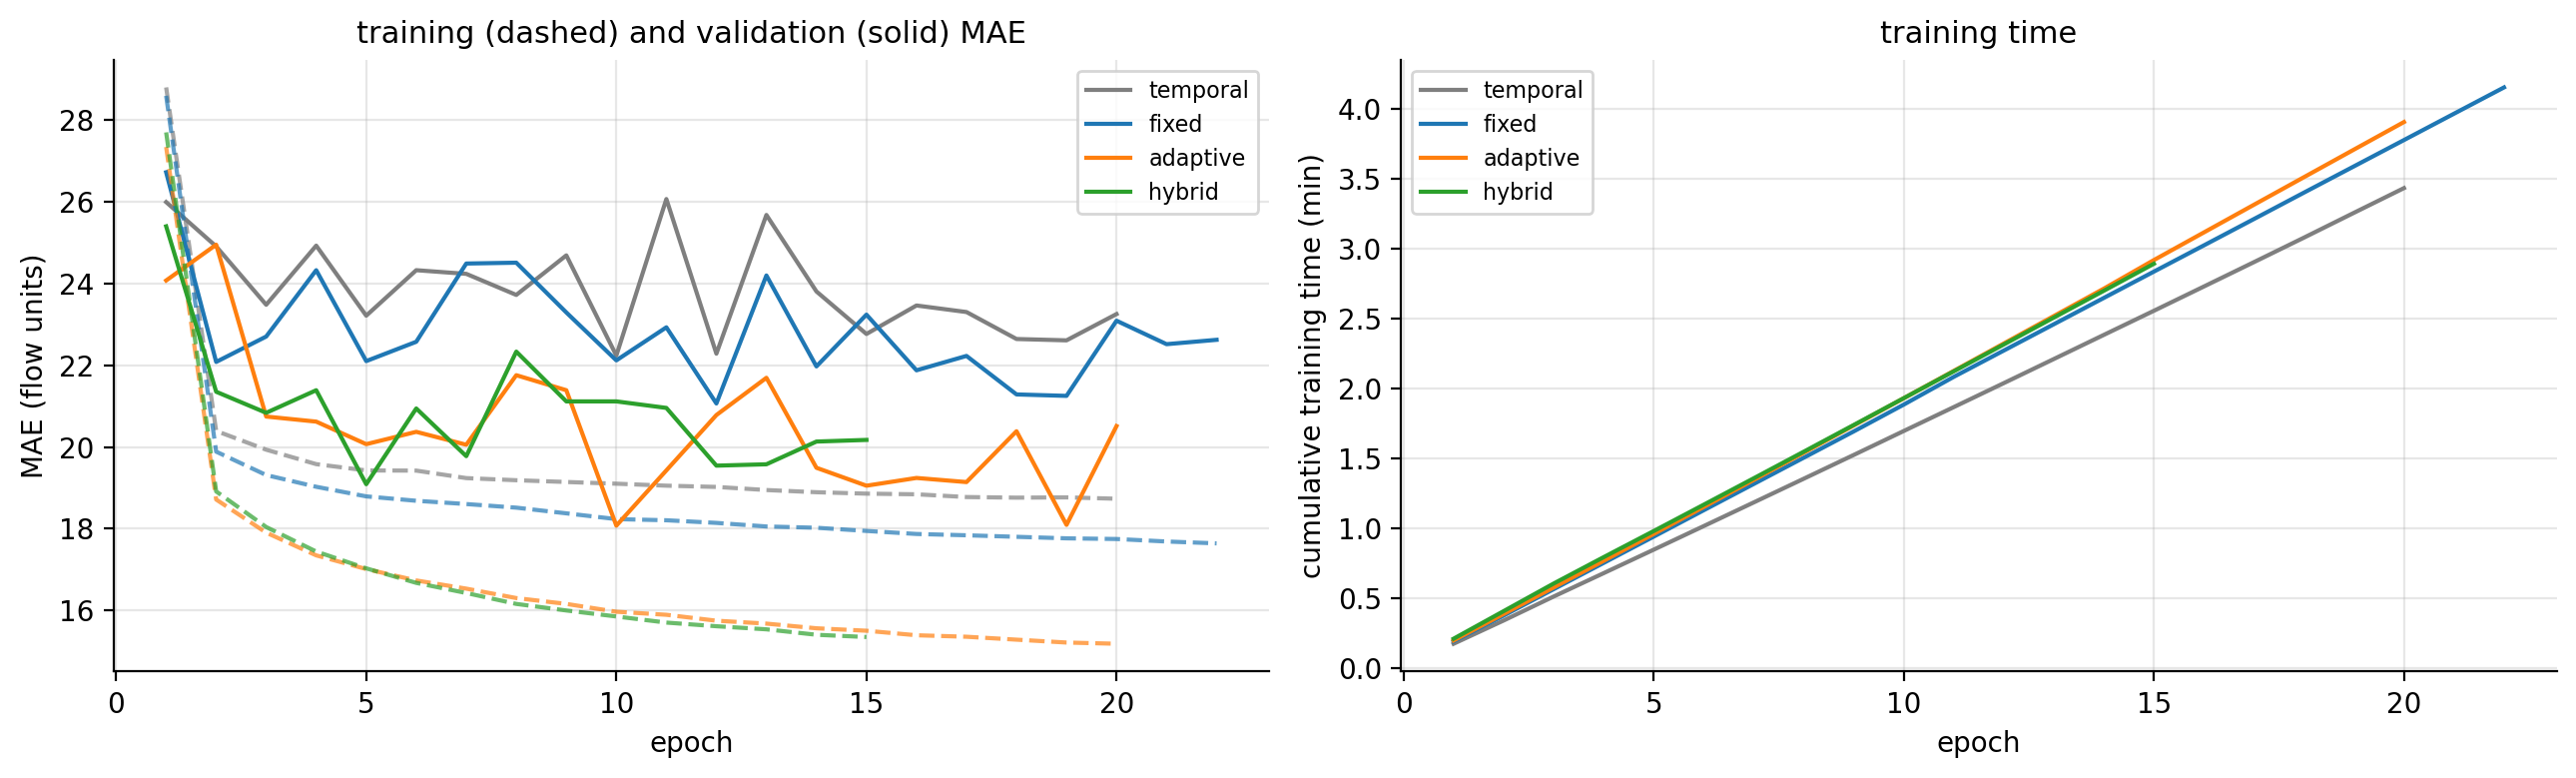 training (dashed) and validation (solid) MAE
MAE (flow units)
28
26
24
22
20
18
16
0 5 10 15 20
epoch
temporal
fixed
adaptive
hybrid
training time
cumulative training time (min)
4.0
3.5
3.0
2.5
2.0
1.5
1.0
0.5
0.0
0 5 10 15 20
epoch
temporal
fixed
adaptive
hybrid